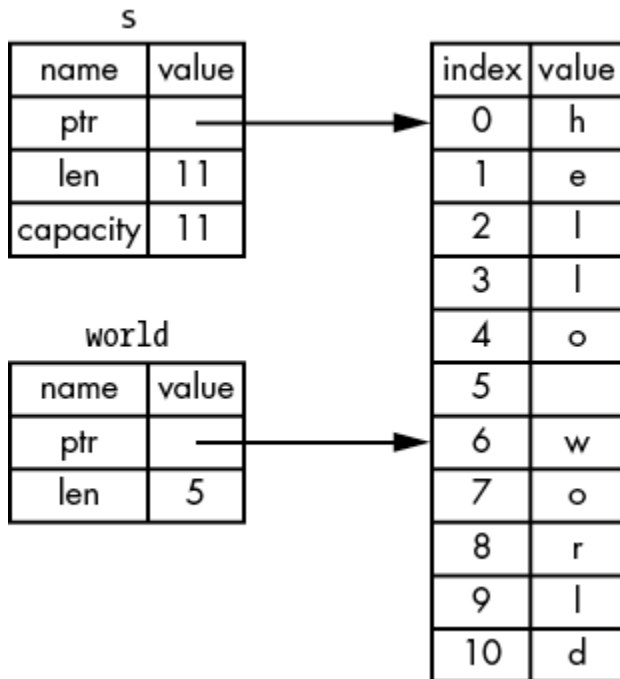 s
name value
ptr
len 11
capacity 11
world
name value
ptr
len 5
index value
0 h
1 e
2 l
3 l
4 o
5
6 w
7 o
8 r
9 l
10 d